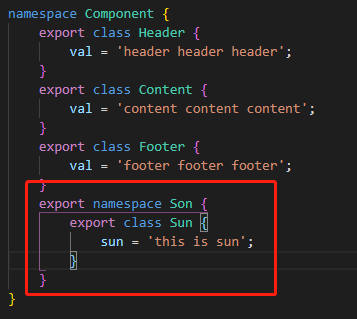 namespace Component {
    export class Header {
        val = 'header header header';
    }
    export class Content {
        val = 'content content content';
    }
    export class Footer {
        val = 'footer footer footer';
    }
    export namespace Son {
        export class Sun {
            sun = 'this is sun';
        }
    }
}